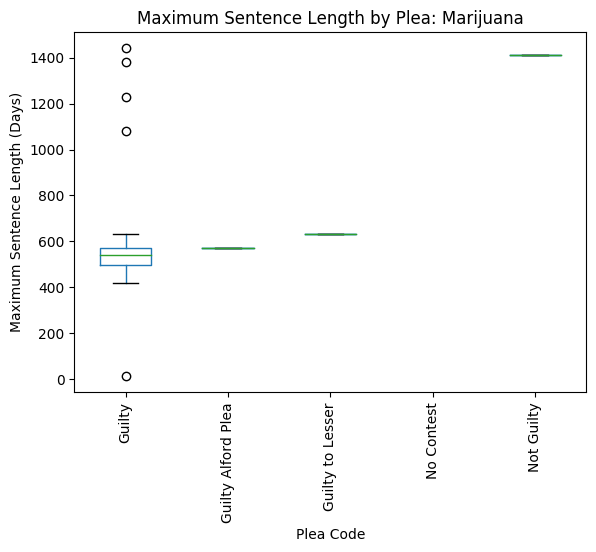 Maximum Sentence Length by Plea: Marijuana
Maximum Sentence Length (Days)
1400
1200
1000
800
600
400
200
0
Guilty
Guilty Alford Plea
Guilty to Lesser
No Contest
Not Guilty
Plea Code